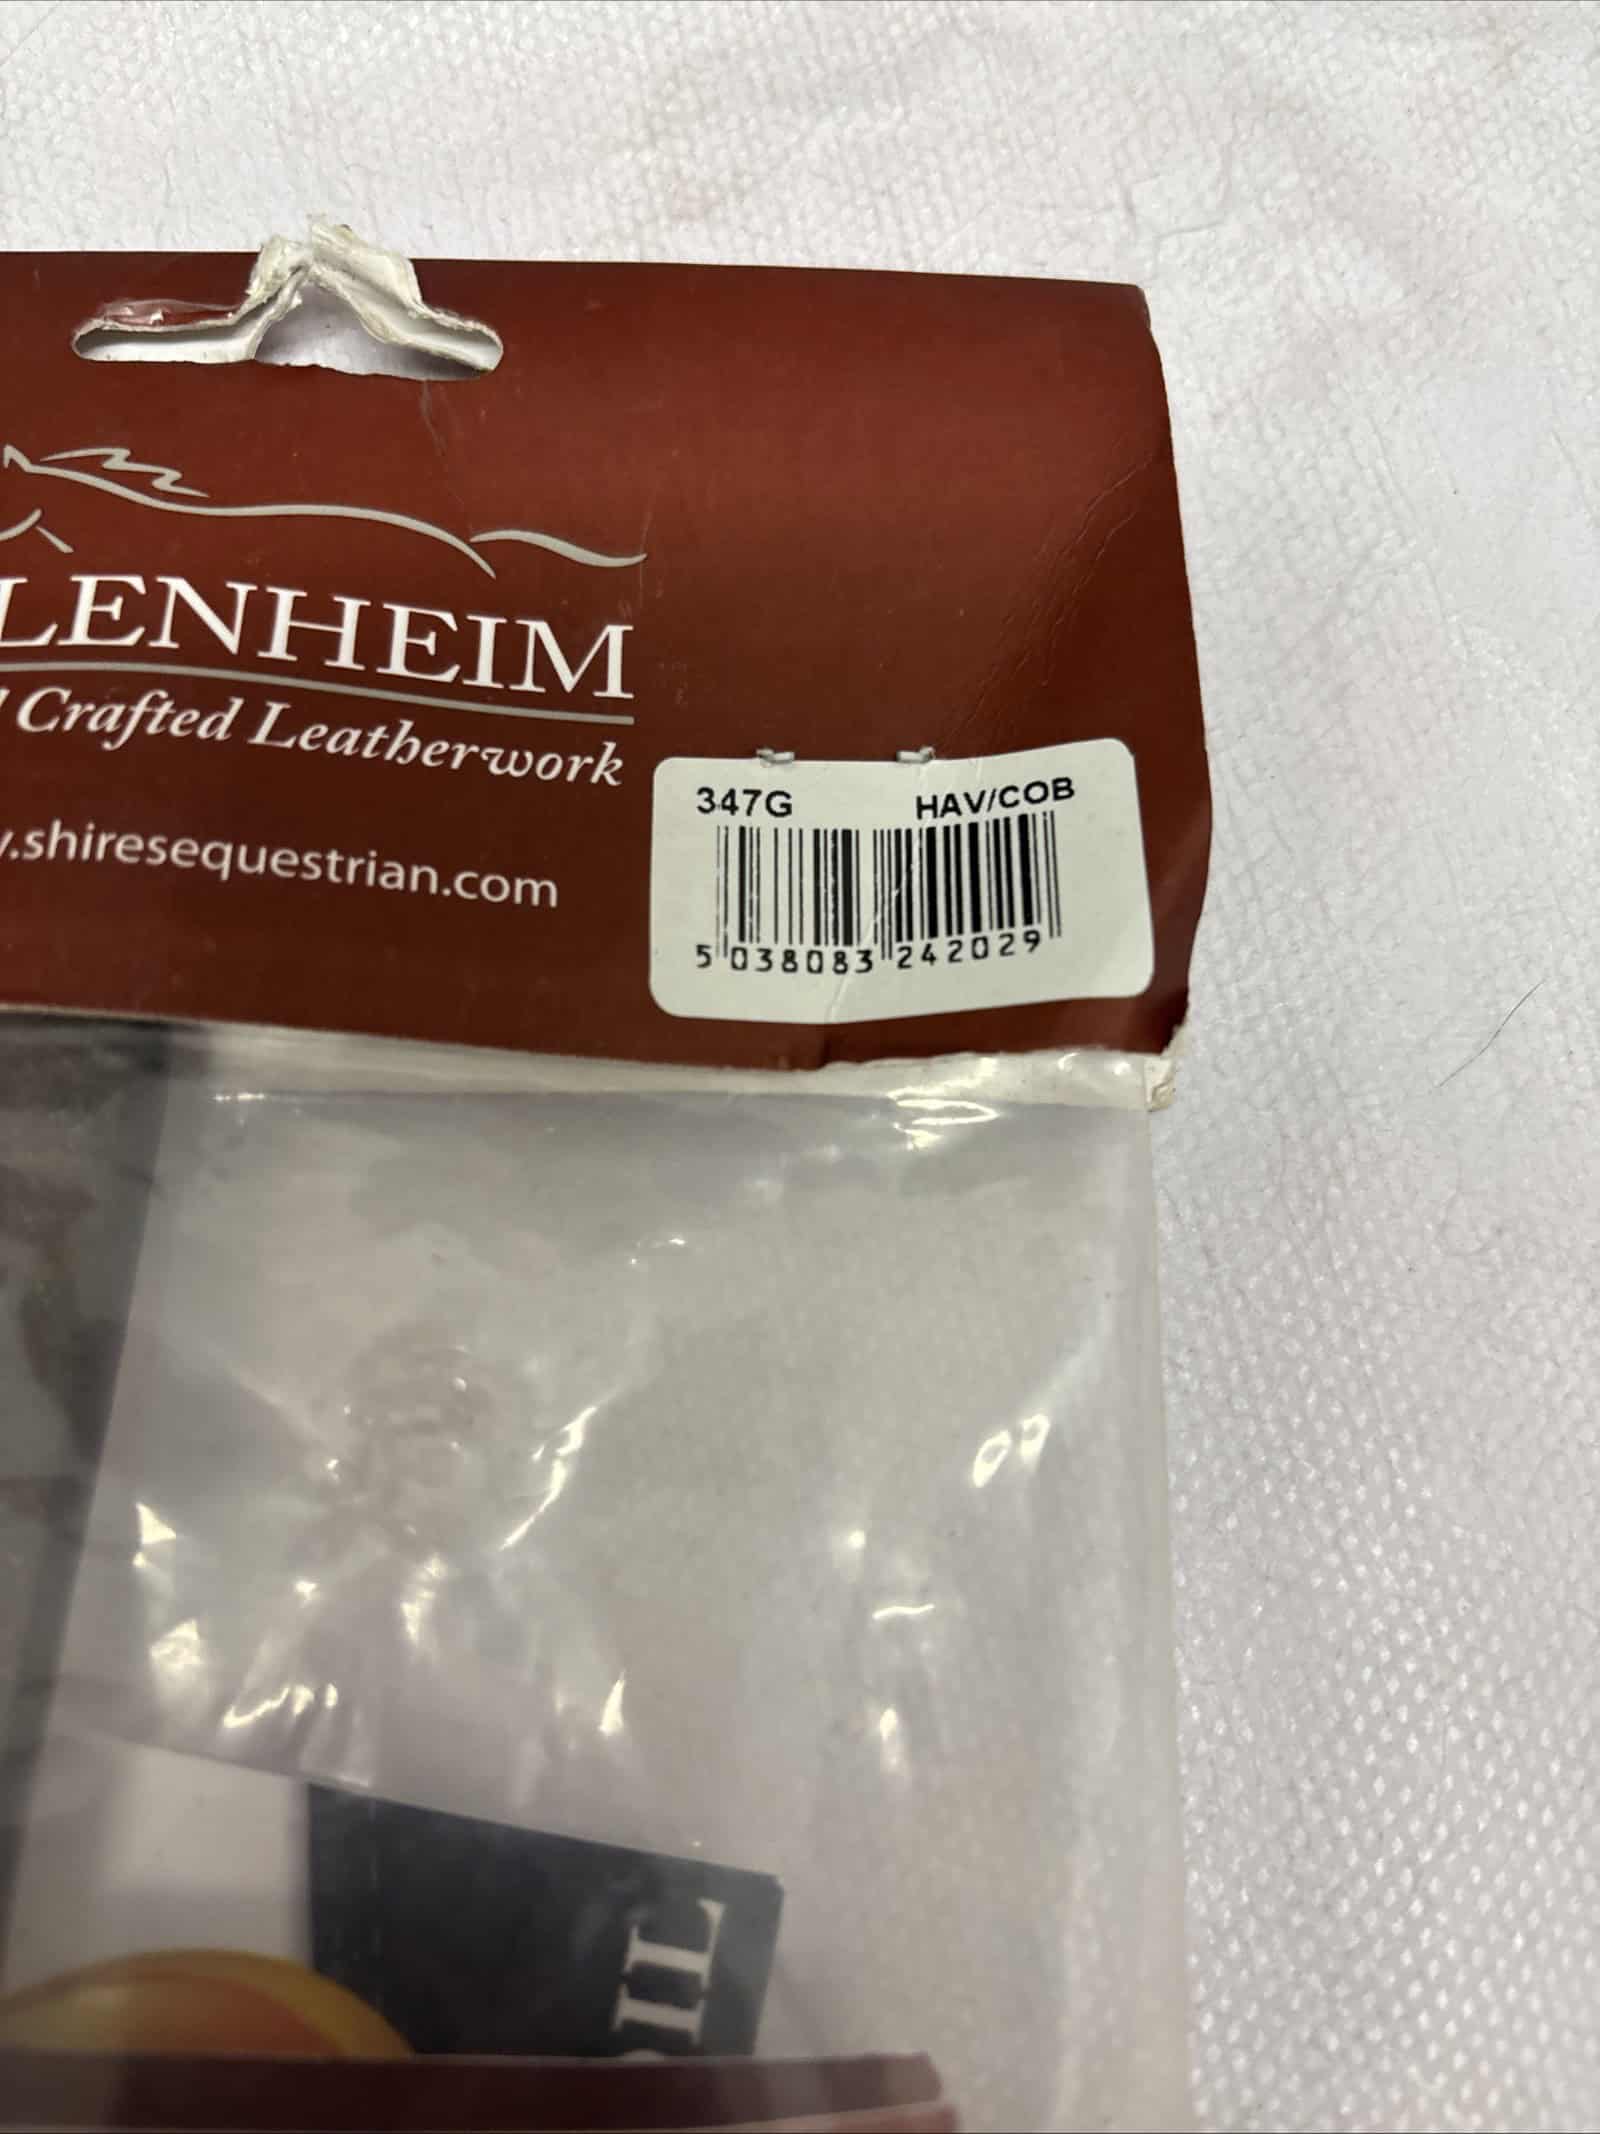 LENHEIM
Crafted Leatherwork
.shiresequestrian.com
347G HAV/COB
5 038083 242029